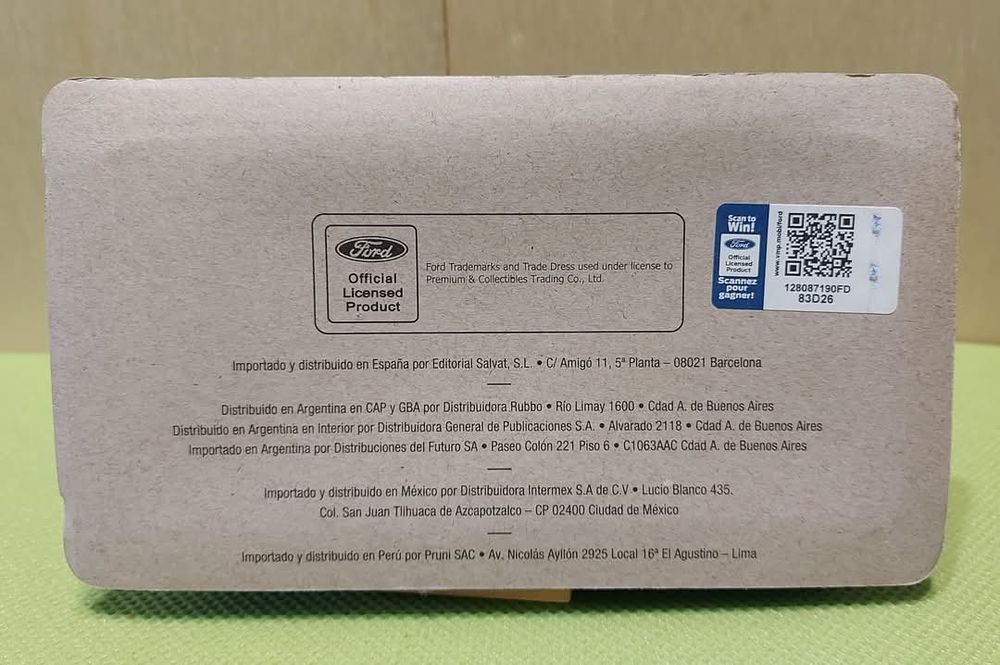 Ford
Official
Licensed
Product
Ford Trademarks and Trade Dress used under license to
Premium & Collectibles Trading Co., Ltd.
Scan to
Win!
Ford
Official
Licensed
Product
Scannez
pour
gagner!
www.vmp.mobi/ford
128087190FD
83D26
Importado y distribuido en España por Editorial Salvat, S.L. • C/ Amigó 11, 5ª Planta – 08021 Barcelona
Distribuido en Argentina en CAP y GBA por Distribuidora Rubbo • Río Limay 1600 • Cdad A. de Buenos Aires
Distribuido en Argentina en Interior por Distribuidora General de Publicaciones S.A. • Alvarado 2118 • Cdad A. de Buenos Aires
Importado en Argentina por Distribuciones del Futuro SA • Paseo Colón 221 Piso 6 • C1063AAC Cdad A. de Buenos Aires
Importado y distribuido en México por Distribuidora Intermex S.A de C.V • Lucio Blanco 435.
Col. San Juan Tlihuaca de Azcapotzalco – CP 02400 Ciudad de México
Importado y distribuido en Perú por Pruni SAC • Av. Nicolás Ayllón 2925 Local 16ª El Agustino – Lima